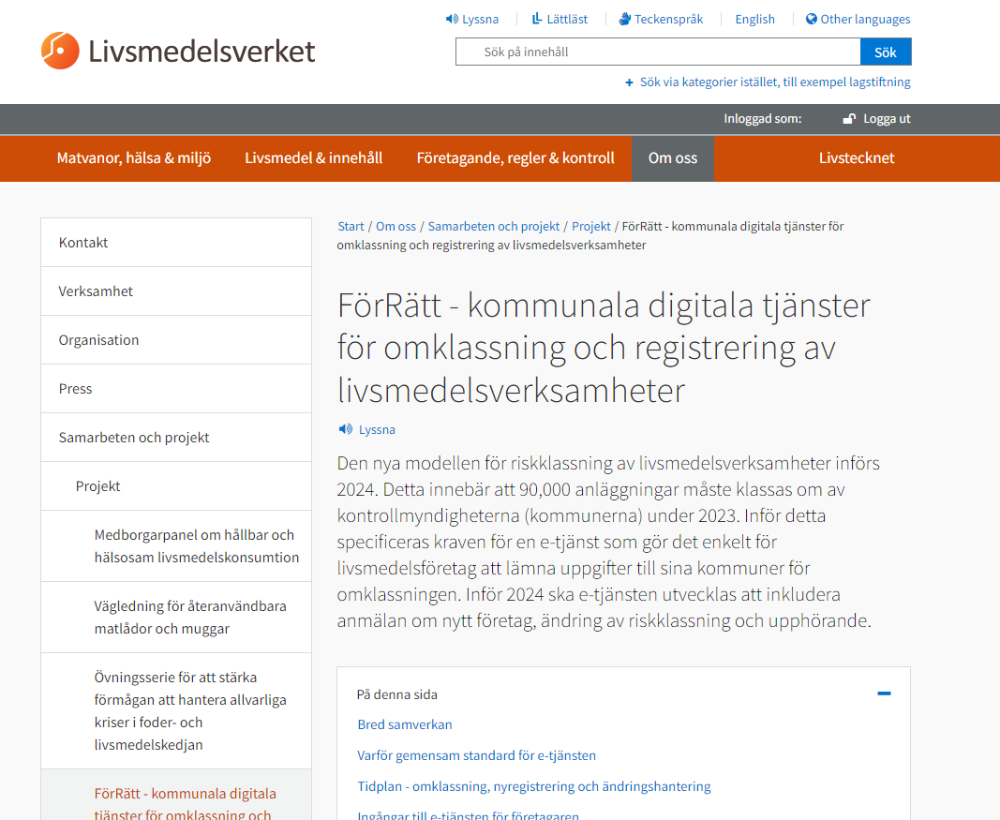 Lyssna
Lättläst
Teckenspråk
English
Other languages
Livsmedelsverket
Sök på innehåll
Sök
+ Sök via kategorier istället, till exempel lagstiftning
Inloggad som:
Logga ut
Matvanor, hälsa & miljö
Livsmedel & innehåll
Företagande, regler & kontroll
Om oss
Livstecknet
Kontakt
Verksamhet
Organisation
Press
Samarbeten och projekt
Projekt
Medborgarpanel om hållbar och
hälsosam livsmedelskonsumtion
Vägledning för återanvändbara
matlådor och muggar
Övningsserie för att stärka
förmågan att hantera allvarliga
kriser i foder- och
livsmedelskedjan
FörRätt - kommunala digitala
tjänster för omklassning och
Start / Om oss / Samarbeten och projekt / Projekt / FörRätt - kommunala digitala tjänster för
omklassning och registrering av livsmedelsverksamheter
FörRätt - kommunala digitala tjänster
för omklassning och registrering av
livsmedelsverksamheter
Lyssna
Den nya modellen för riskklassning av livsmedelsverksamheter införs
2024. Detta innebär att 90,000 anläggningar måste klassas om av
kontrollmyndigheterna (kommunerna) under 2023. Inför detta
specificeras kraven för en e-tjänst som gör det enkelt för
livsmedelsföretag att lämna uppgifter till sina kommuner för
omklassningen. Inför 2024 ska e-tjänsten utvecklas att inkludera
anmälan om nytt företag, ändring av riskklassning och upphörande.
På denna sida
Bred samverkan
Varför gemensam standard för e-tjänsten
Tidplan - omklassning, nyregistrering och ändringshantering
Ingångar till e-tjänsten för företagaren